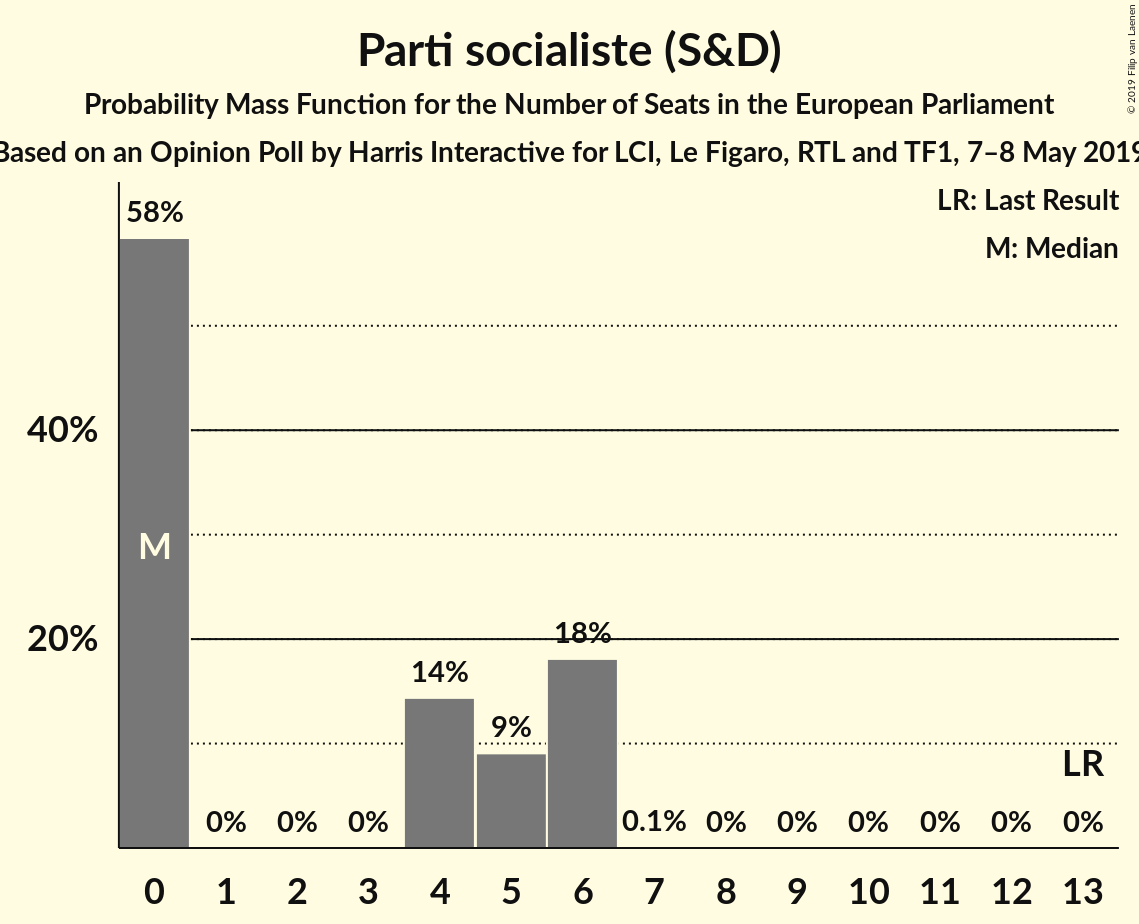 © 2019 Filip van Laenen
Parti socialiste (S&D)
Probability Mass Function for the Number of Seats in the European Parliament
Based on an Opinion Poll by Harris Interactive for LCI, Le Figaro, RTL and TF1, 7–8 May 2019
LR: Last Result
M: Median
58%
40%
M
20%
18%
14%
9%
LR
0% 0% 0% 0.1% 0% 0% 0% 0% 0% 0%
0 1 2 3 4 5 6 7 8 9 10 11 12 13